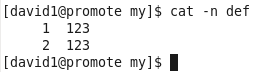 [david1@promote my]$ cat -n def
     1  123
     2  123
[david1@promote my]$